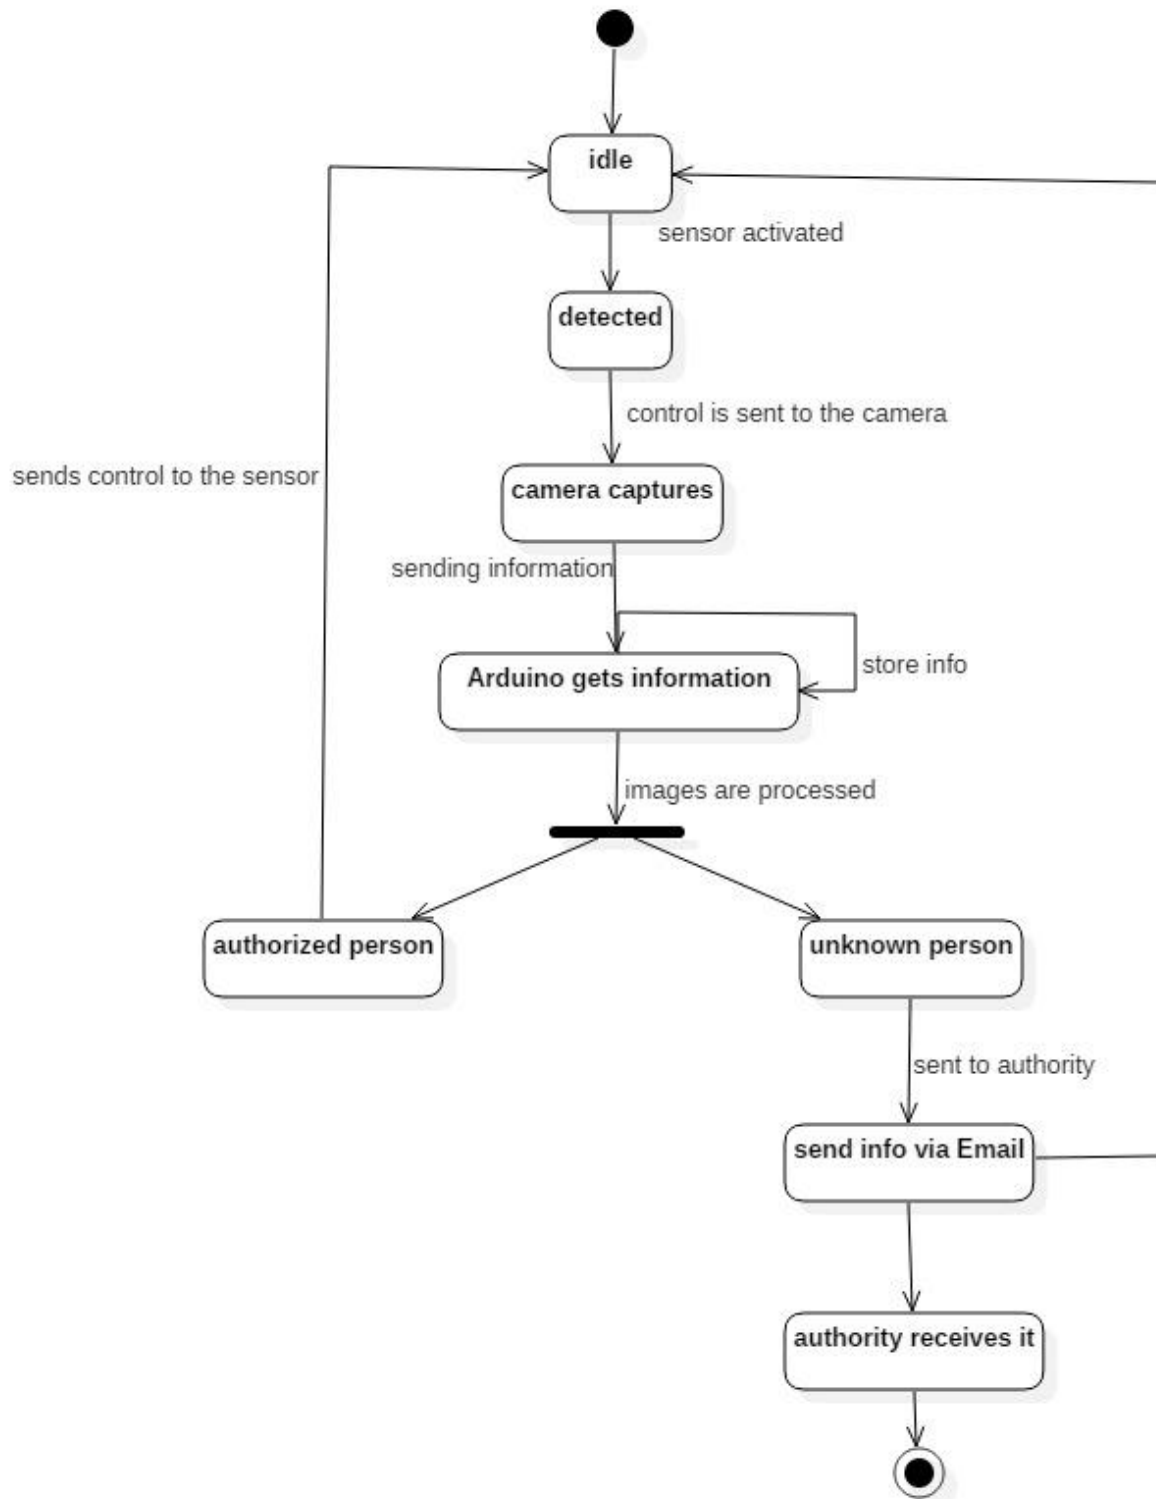 idle
sensor activated
detected
control is sent to the camera
sends control to the sensor
camera captures
sending information
Arduino gets information
store info
images are processed
authorized person
unknown person
sent to authority
send info via Email
authority receives it